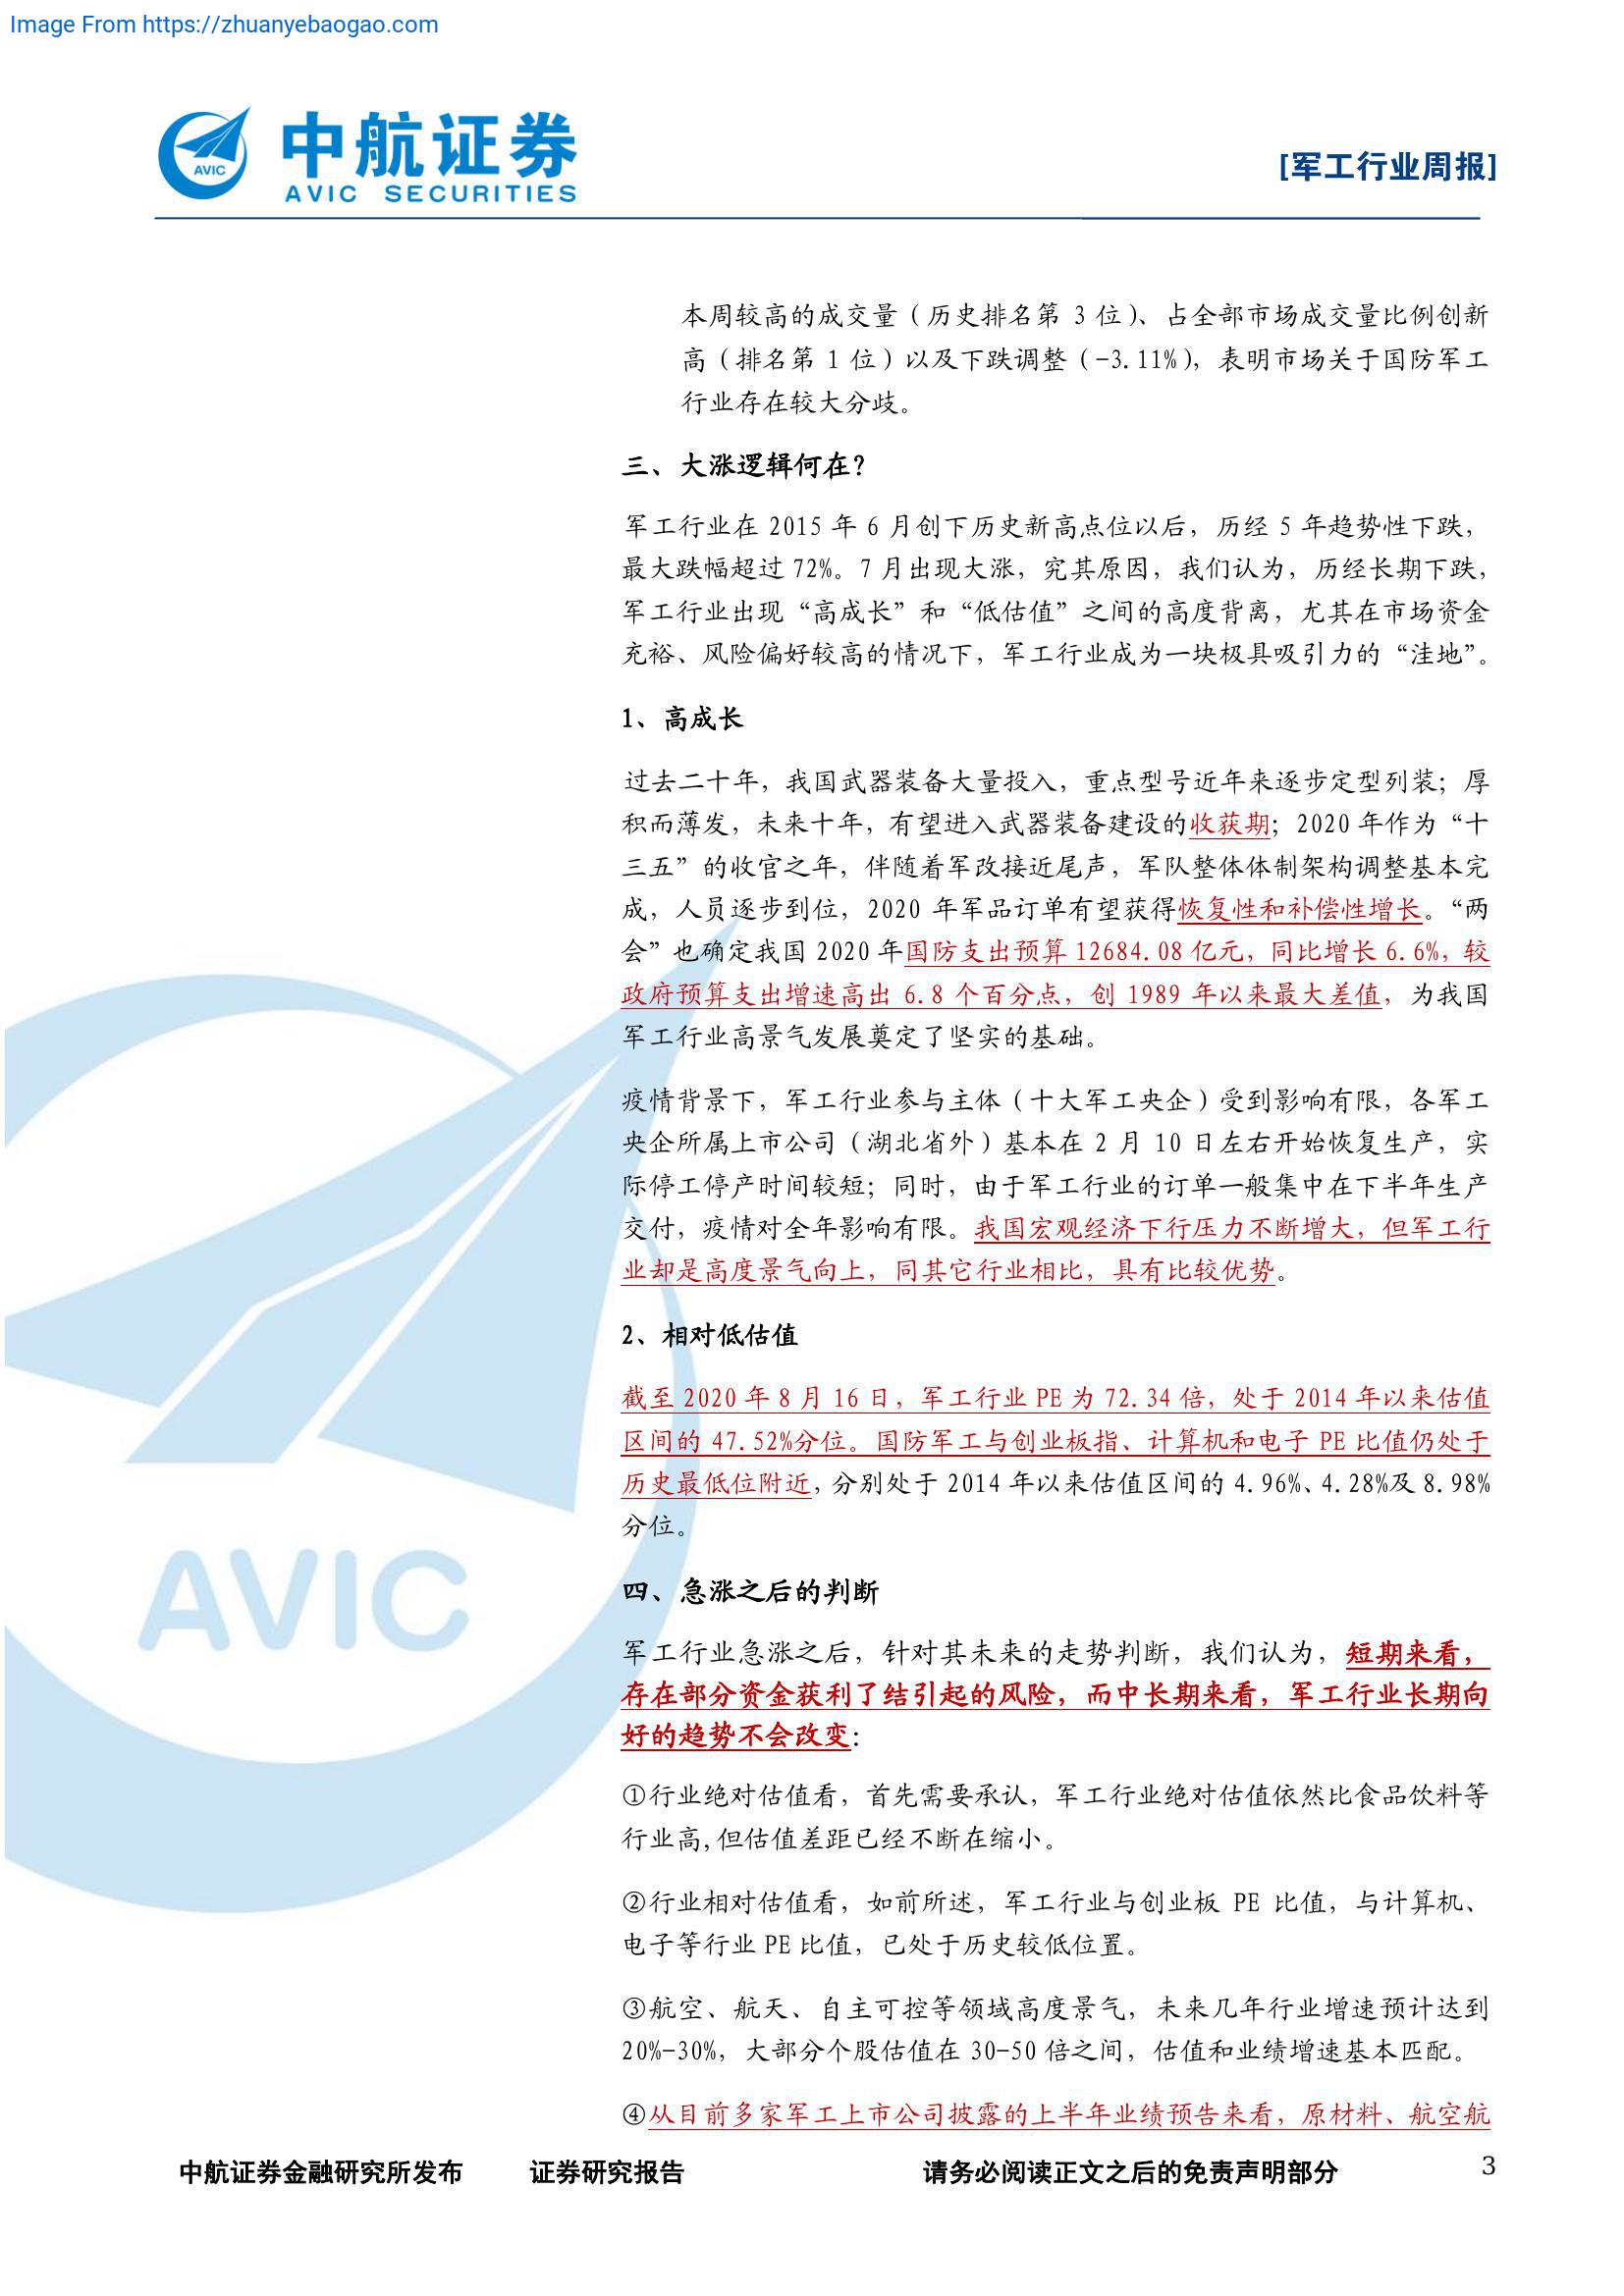 Image From https://zhuanyebaogao.com
AVIC
中航证券
AVIC SECURITIES
[军工行业周报]
本周较高的成交量（历史排名第 3 位）、占全部市场成交量比例创新
高（排名第 1 位）以及下跌调整（-3.11%），表明市场关于国防军工
行业存在较大分歧。
三、大涨逻辑何在？
军工行业在 2015 年 6 月创下历史新高点位以后，历经 5 年趋势性下跌，
最大跌幅超过 72%。7 月出现大涨，究其原因，我们认为，历经长期下跌，
军工行业出现“高成长”和“低估值”之间的高度背离，尤其在市场资金
充裕、风险偏好较高的情况下，军工行业成为一块极具吸引力的“洼地”。
1、高成长
过去二十年，我国武器装备大量投入，重点型号近年来逐步定型列装；厚
积而薄发，未来十年，有望进入武器装备建设的收获期；2020 年作为“十
三五”的收官之年，伴随着军改接近尾声，军队整体体制架构调整基本完
成，人员逐步到位，2020 年军品订单有望获得恢复性和补偿性增长。“两
会”也确定我国 2020 年国防支出预算 12684.08 亿元，同比增长 6.6%，较
政府预算支出增速高出 6.8 个百分点，创 1989 年以来最大差值，为我国
军工行业高景气发展奠定了坚实的基础。
疫情背景下，军工行业参与主体（十大军工央企）受到影响有限，各军工
央企所属上市公司（湖北省外）基本在 2 月 10 日左右开始恢复生产，实
际停工停产时间较短；同时，由于军工行业的订单一般集中在下半年生产
交付，疫情对全年影响有限。我国宏观经济下行压力不断增大，但军工行
业却是高度景气向上，同其它行业相比，具有比较优势。
2、相对低估值
截至 2020 年 8 月 16 日，军工行业 PE 为 72.34 倍，处于 2014 年以来估值
区间的 47.52%分位。国防军工与创业板指、计算机和电子 PE 比值仍处于
历史最低位附近，分别处于 2014 年以来估值区间的 4.96%、4.28%及 8.98%
分位。
四、急涨之后的判断
军工行业急涨之后，针对其未来的走势判断，我们认为，短期来看，
存在部分资金获利了结引起的风险，而中长期来看，军工行业长期向
好的趋势不会改变：
①行业绝对估值看，首先需要承认，军工行业绝对估值依然比食品饮料等
行业高,但估值差距已经不断在缩小。
②行业相对估值看，如前所述，军工行业与创业板 PE 比值，与计算机、
电子等行业 PE 比值，已处于历史较低位置。
③航空、航天、自主可控等领域高度景气，未来几年行业增速预计达到
20%-30%，大部分个股估值在 30-50 倍之间，估值和业绩增速基本匹配。
④从目前多家军工上市公司披露的上半年业绩预告来看，原材料、航空航
AVIC
中航证券金融研究所发布 证券研究报告 请务必阅读正文之后的免责声明部分 3